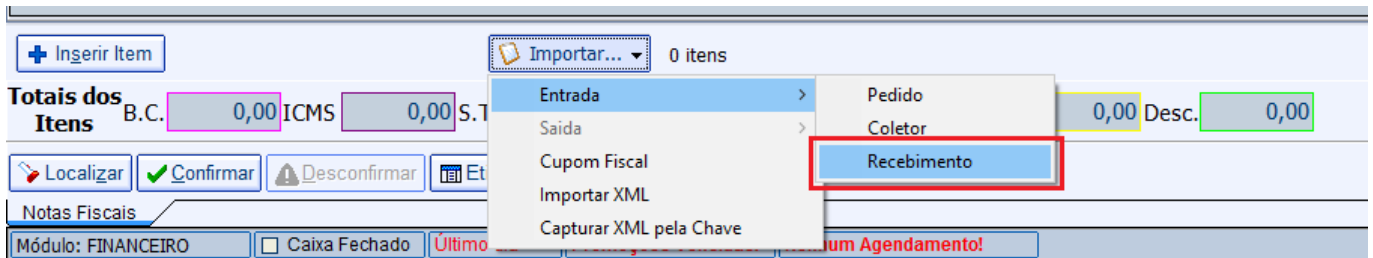 Inserir Item Importar... 0 itens
Entrada Pedido
Totais dos Itens B.C. 0,00 ICMS 0,00 S.T 0,00 Desc. 0,00
Saida Coletor
Cupom Fiscal Recebimento
Localizar Confirmar Desconfirmar Eti
Importar XML
Notas Fiscais
Capturar XML pela Chave
Módulo: FINANCEIRO Caixa Fechado Último Agendamento!